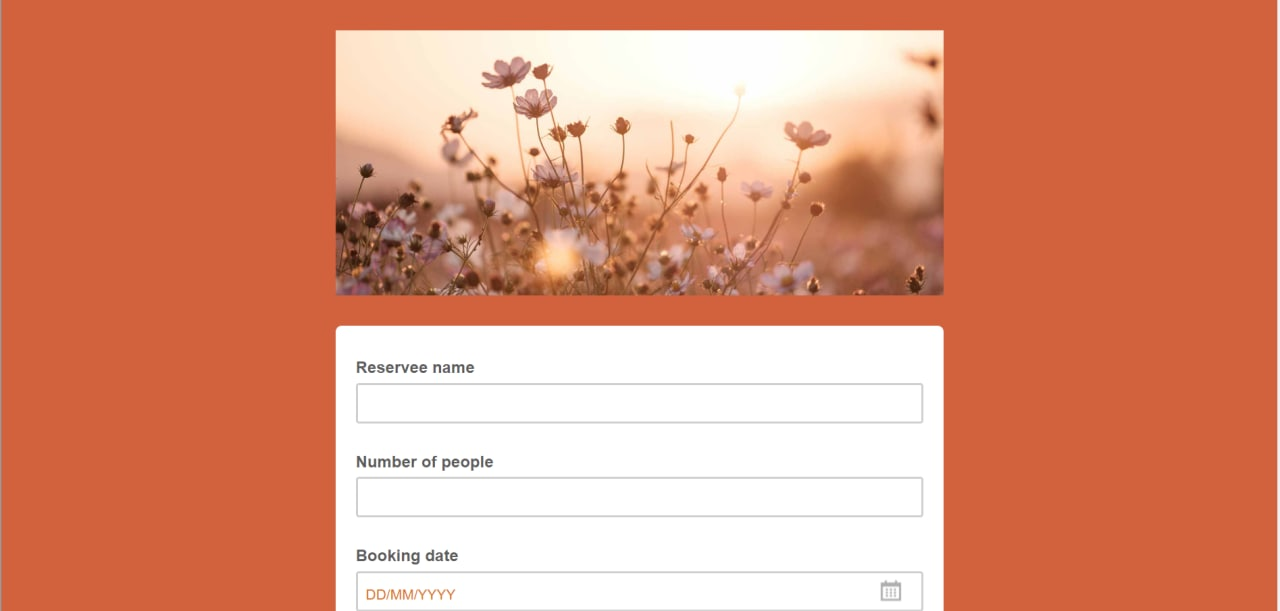 Reservee name
Number of people
Booking date
DD/MM/YYYY